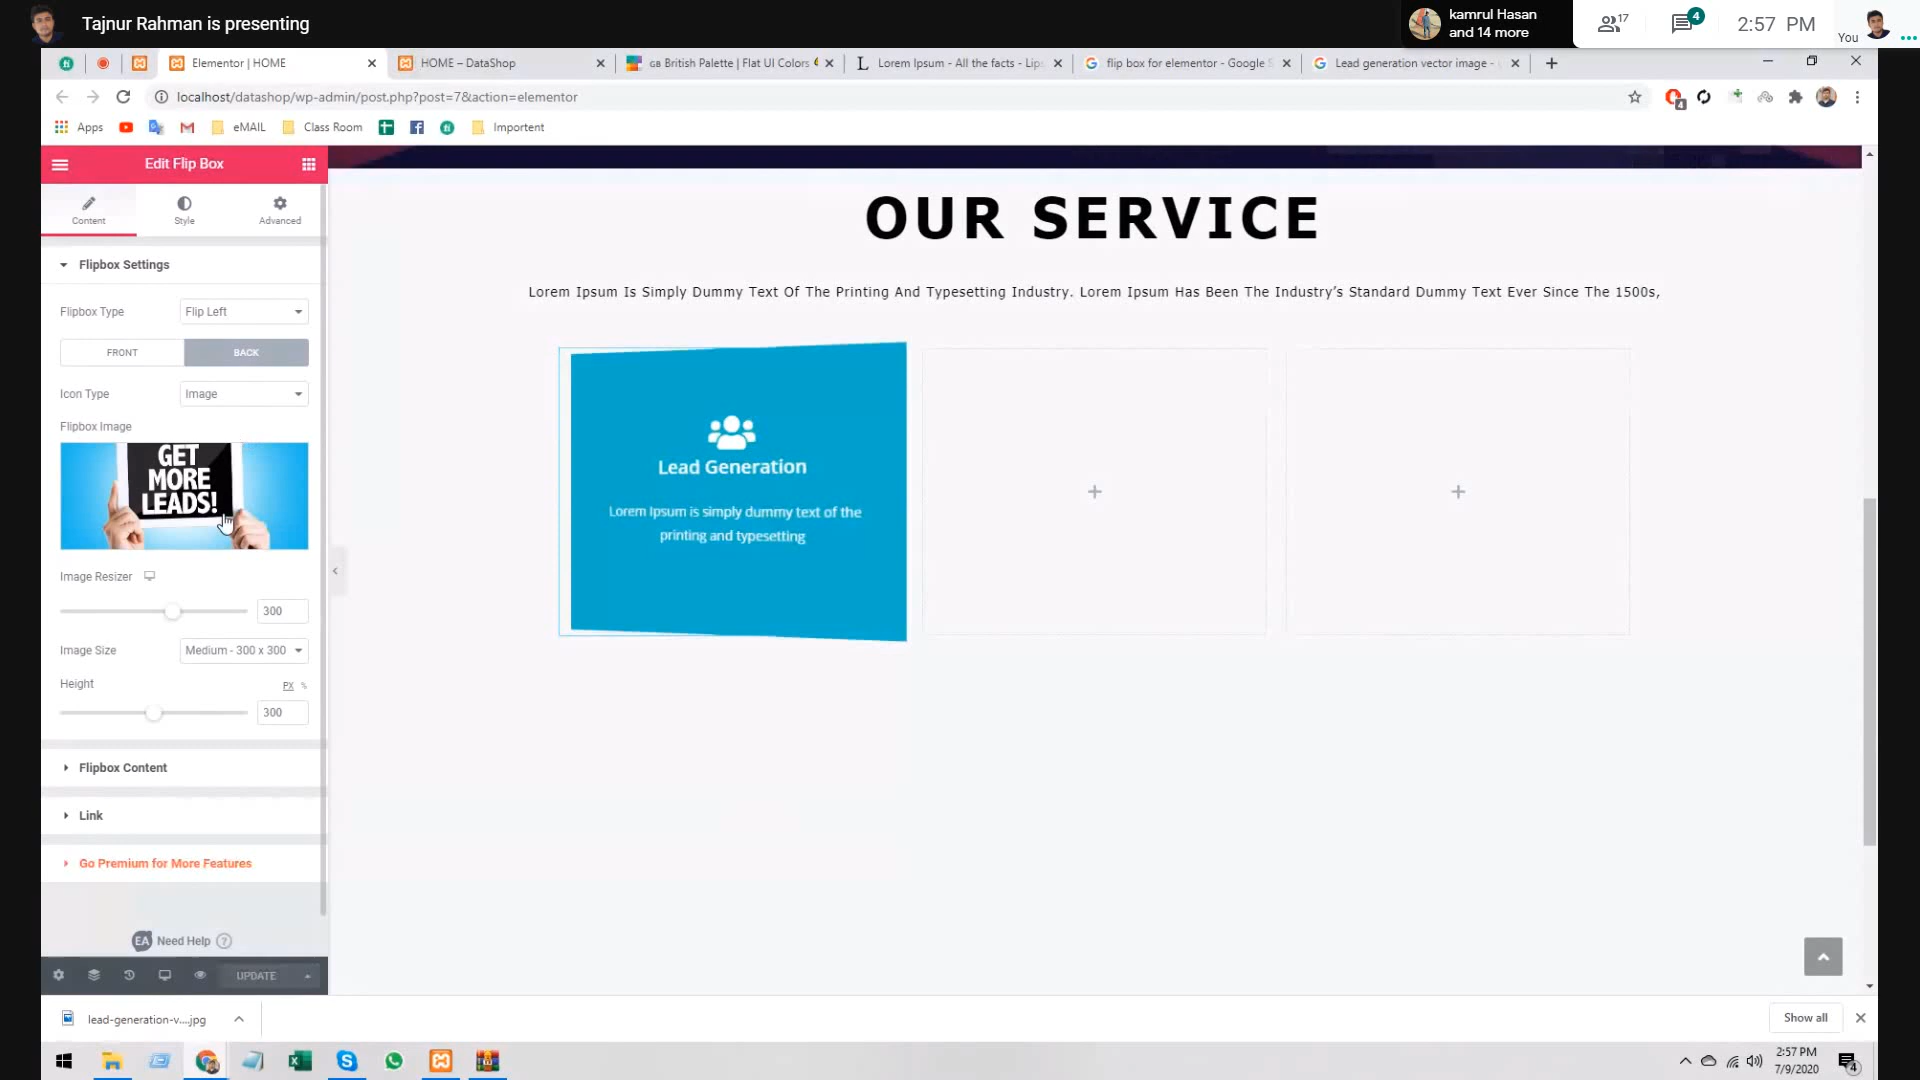 Tajnur Rahman is presenting
kamrul Hasan
and 14 more
17
4
2:57 PM
You
Elementor | HOME
HOME – DataShop
British Palette | Flat UI Colors
Lorem Ipsum - All the facts - Lip
flip box for elementor - Google S
Lead generation vector image -
localhost/datashop/wp-admin/post.php?post=7&action=elementor
4
Apps
eMAIL
Class Room
Importent
Edit Flip Box
Content
Style
Advanced
Flipbox Settings
Flipbox Type
Flip Left
FRONT
BACK
Icon Type
Image
Flipbox Image
GET
MORE
LEADS!
Image Resizer
300
Image Size
Medium - 300 x 300
Height
PX %
300
Flipbox Content
Link
Go Premium for More Features
EA Need Help ?
UPDATE
OUR SERVICE
Lorem Ipsum Is Simply Dummy Text Of The Printing And Typesetting Industry. Lorem Ipsum Has Been The Industry’s Standard Dummy Text Ever Since The 1500s,
Lead Generation
Lorem Ipsum is simply dummy text of the
printing and typesetting
+
+
lead-generation-v....jpg
Show all
2:57 PM
7/9/2020
4